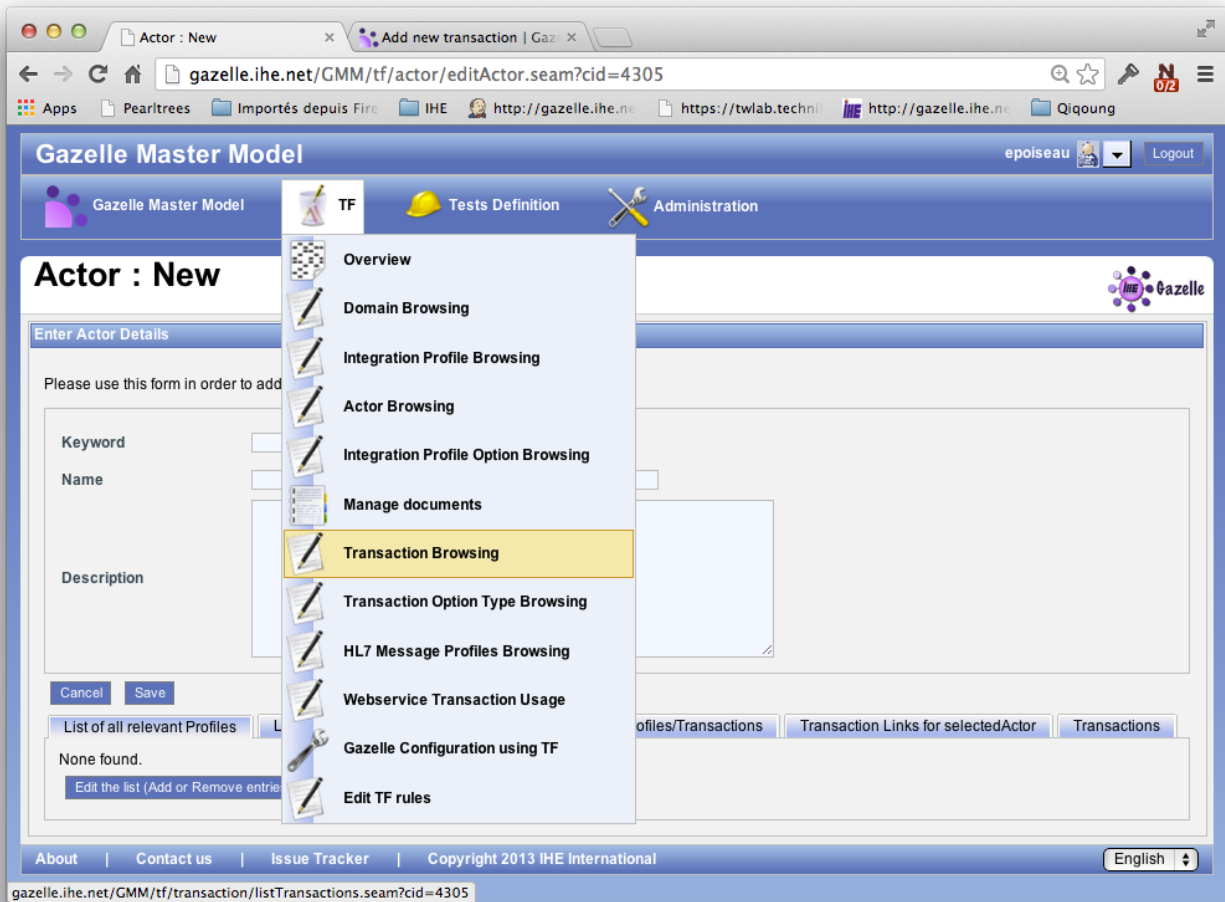 Actor : New
Add new transaction | Gaz
gazelle.ihe.net/GMM/tf/actor/editActor.seam?cid=4305
N 0/2
Apps Pearltrees Importés depuis Fire IHE http://gazelle.ihe.ne https://twlab.techni IHE http://gazelle.ihe.ne Qiqoung
Gazelle Master Model
epoiseau
Logout
Gazelle Master Model TF Tests Definition Administration
Actor : New
IHE Gazelle
Overview
Domain Browsing
Integration Profile Browsing
Actor Browsing
Integration Profile Option Browsing
Manage documents
Transaction Browsing
Transaction Option Type Browsing
HL7 Message Profiles Browsing
Webservice Transaction Usage
Gazelle Configuration using TF
Edit TF rules
Enter Actor Details
Please use this form in order to add
Keyword
Name
Description
Cancel Save
List of all relevant Profiles L ofiles/Transactions Transaction Links for selectedActor Transactions
None found.
Edit the list (Add or Remove entrie
About | Contact us | Issue Tracker | Copyright 2013 IHE International
English
gazelle.ihe.net/GMM/tf/transaction/listTransactions.seam?cid=4305